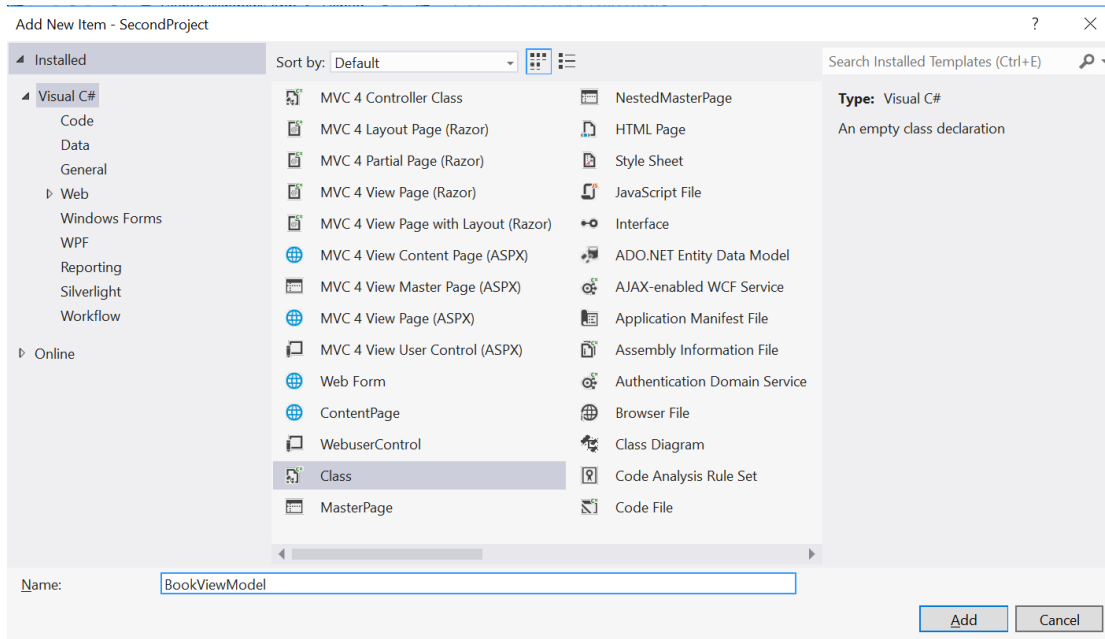 Add New Item - SecondProject
?
Installed
Visual C#
Code
Data
General
Web
Windows Forms
WPF
Reporting
Silverlight
Workflow
Online
Sort by: Default
MVC 4 Controller Class
MVC 4 Layout Page (Razor)
MVC 4 Partial Page (Razor)
MVC 4 View Page (Razor)
MVC 4 View Page with Layout (Razor)
MVC 4 View Content Page (ASPX)
MVC 4 View Master Page (ASPX)
MVC 4 View Page (ASPX)
MVC 4 View User Control (ASPX)
Web Form
ContentPage
WebuserControl
Class
MasterPage
NestedMasterPage
HTML Page
Style Sheet
JavaScript File
Interface
ADO.NET Entity Data Model
AJAX-enabled WCF Service
Application Manifest File
Assembly Information File
Authentication Domain Service
Browser File
Class Diagram
Code Analysis Rule Set
Code File
Search Installed Templates (Ctrl+E)
Type: Visual C#
An empty class declaration
Name: BookViewModel
Add
Cancel